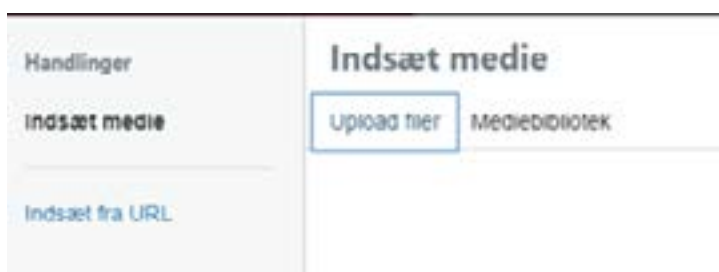 Handlinger
Indsæt medie
Indsæt fra URL
Indsæt medie
Upload filer Mediebibliotek